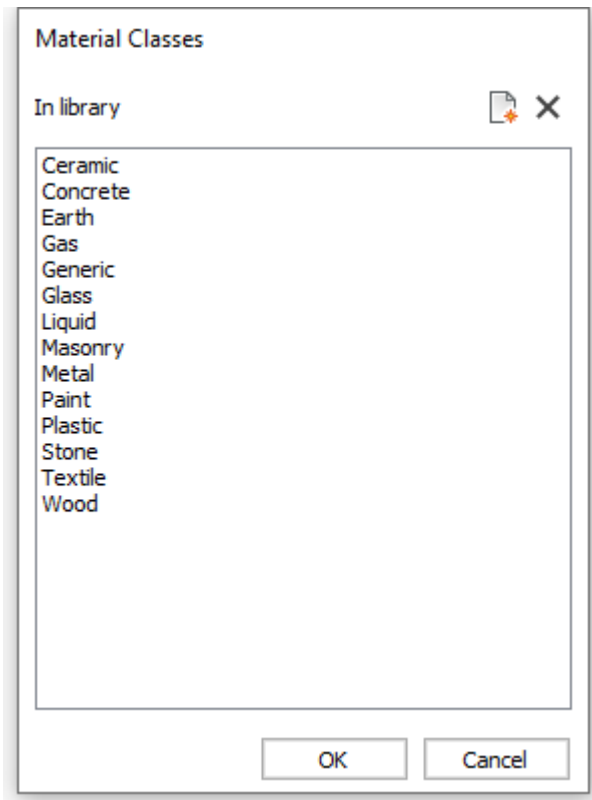 Material Classes
In library
Ceramic
Concrete
Earth
Gas
Generic
Glass
Liquid
Masonry
Metal
Paint
Plastic
Stone
Textile
Wood
OK
Cancel